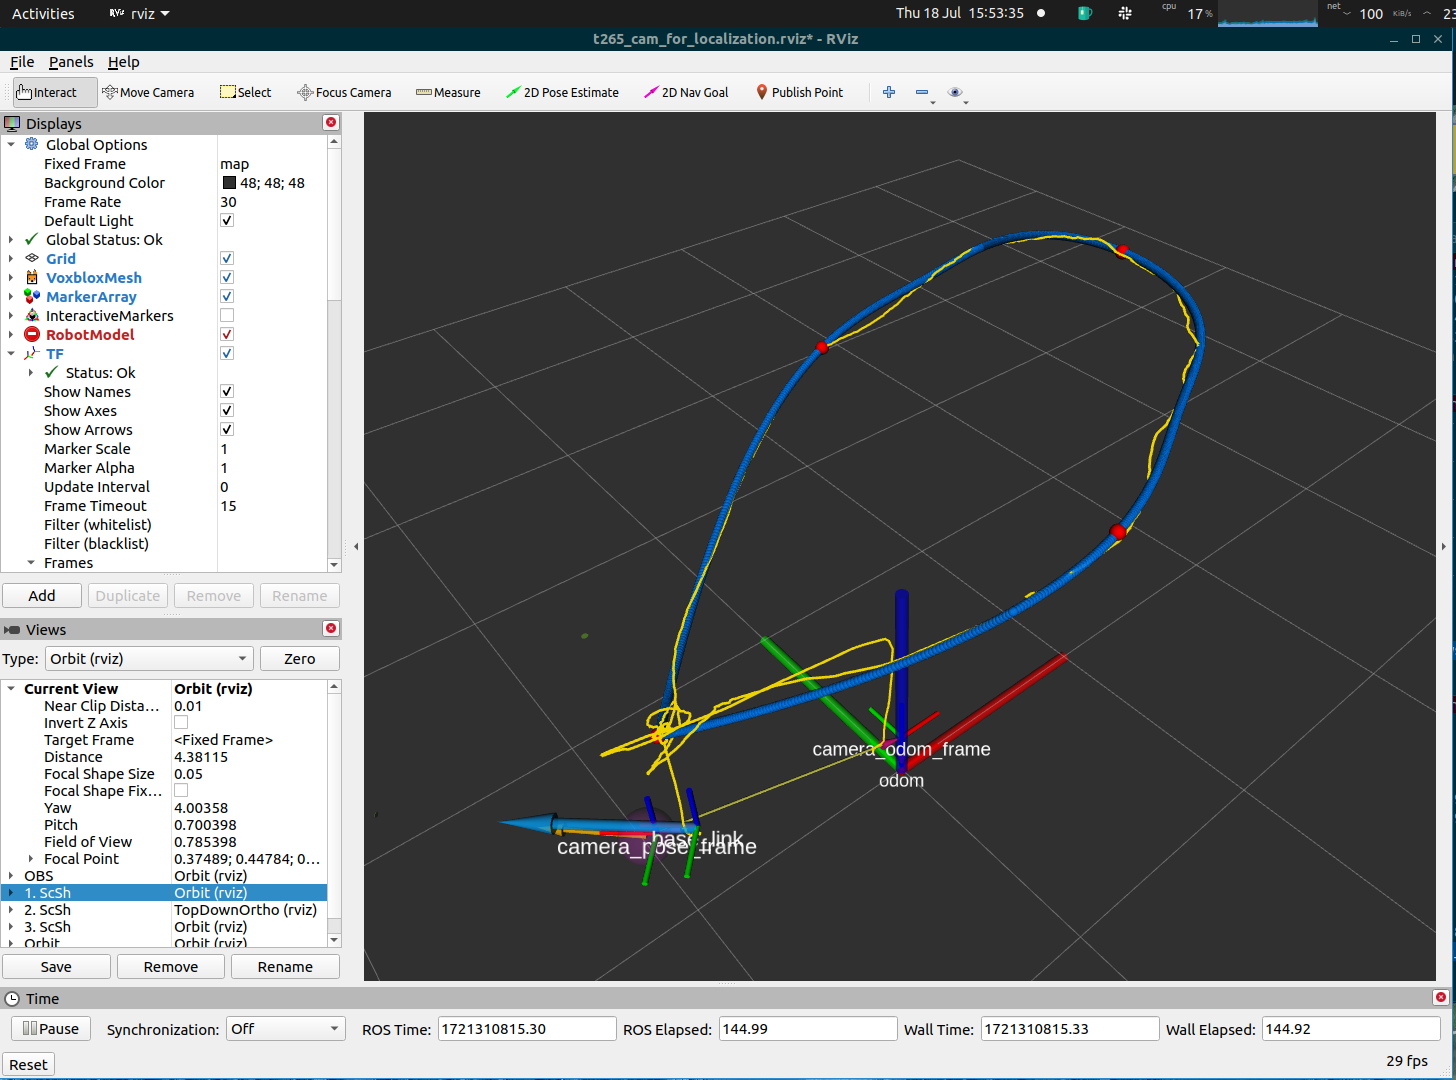 Activities rviz Thu 18 Jul 15:53:35 cpu 17% net 100 KiB/s
t265_cam_for_localization.rviz* - RViz
File Panels Help
Interact Move Camera Select Focus Camera Measure 2D Pose Estimate 2D Nav Goal Publish Point
Displays
Global Options
Fixed Frame map
Background Color 48; 48; 48
Frame Rate 30
Default Light
Global Status: Ok
Grid
VoxbloxMesh
MarkerArray
InteractiveMarkers
RobotModel
TF
Status: Ok
Show Names
Show Axes
Show Arrows
Marker Scale 1
Marker Alpha 1
Update Interval 0
Frame Timeout 15
Filter (whitelist)
Filter (blacklist)
Frames
Add Duplicate Remove Rename
Views
Type: Orbit (rviz) Zero
Current View Orbit (rviz)
Near Clip Dista... 0.01
Invert Z Axis
Target Frame <Fixed Frame>
Distance 4.38115
Focal Shape Size 0.05
Focal Shape Fix...
Yaw 4.00358
Pitch 0.700398
Field of View 0.785398
Focal Point 0.37489; 0.44784; 0...
OBS Orbit (rviz)
1. ScSh Orbit (rviz)
2. ScSh TopDownOrtho (rviz)
3. ScSh Orbit (rviz)
Orbit Orbit (rviz)
Save Remove Rename
camera_odom_frame
odom
base_link
camera_pose_frame
Time
Pause Synchronization: Off ROS Time: 1721310815.30 ROS Elapsed: 144.99 Wall Time: 1721310815.33 Wall Elapsed: 144.92
Reset 29 fps